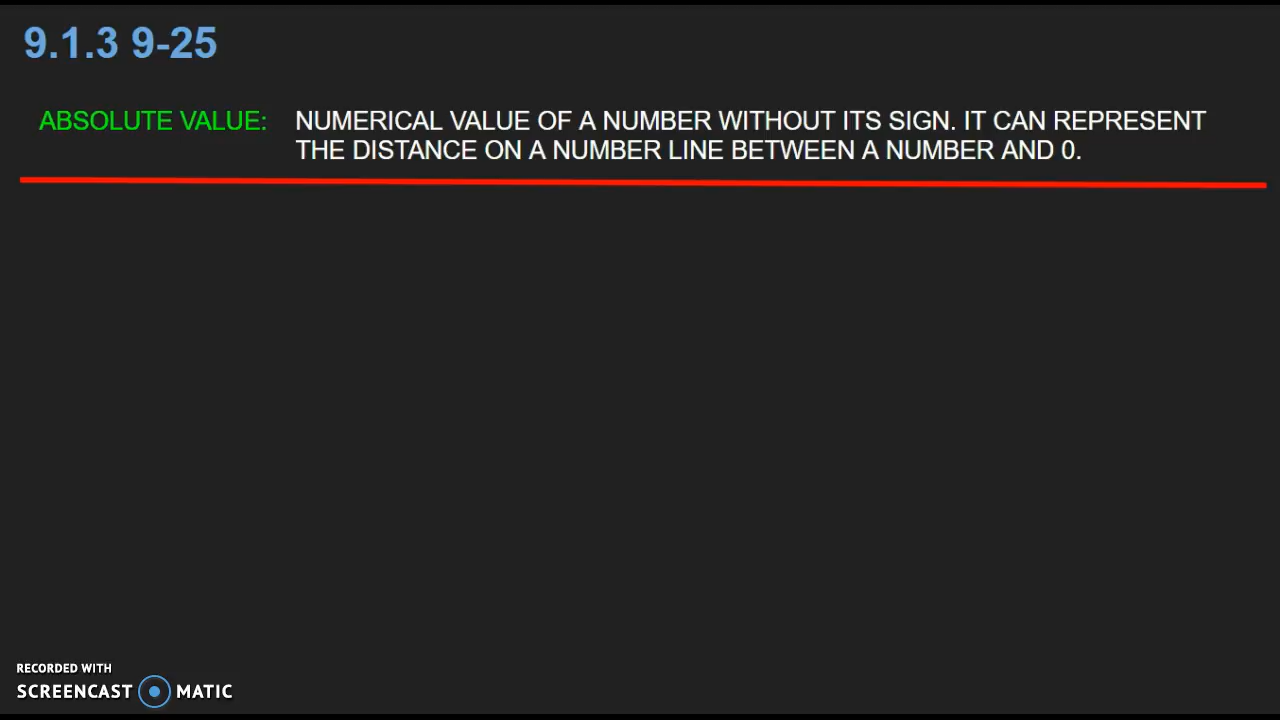 9.1.3 9-25
ABSOLUTE VALUE: NUMERICAL VALUE OF A NUMBER WITHOUT ITS SIGN. IT CAN REPRESENT
THE DISTANCE ON A NUMBER LINE BETWEEN A NUMBER AND 0.
RECORDED WITH
SCREENCAST MATIC